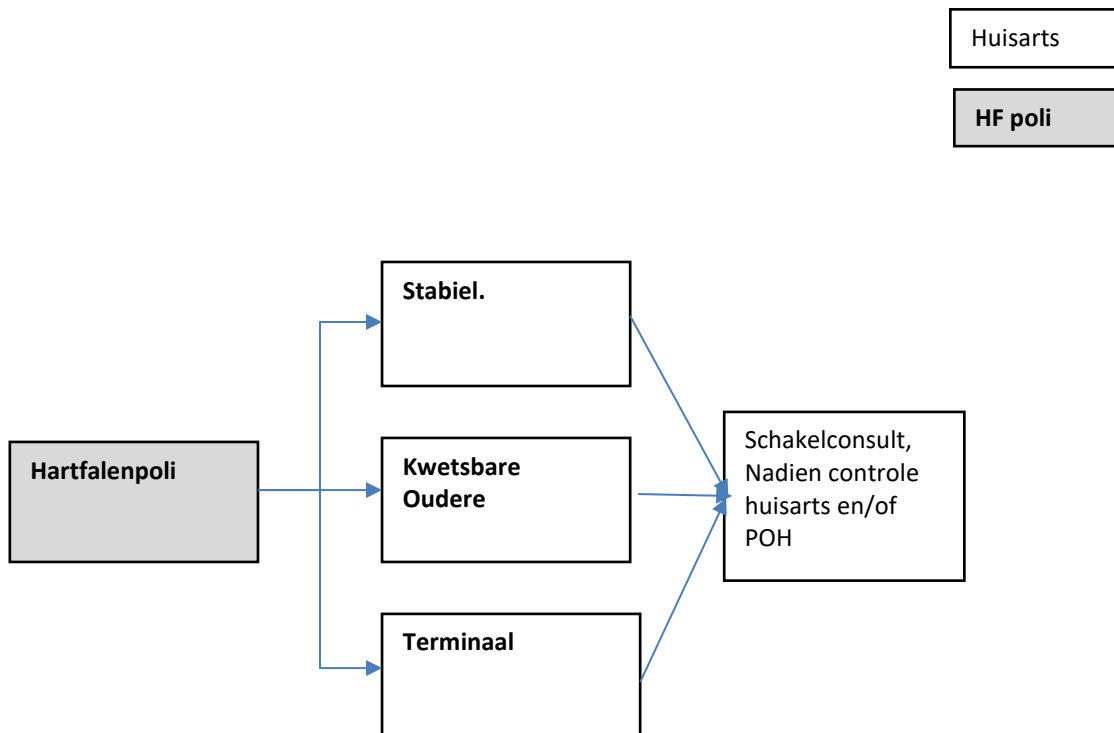 Huisarts
HF poli
Stabiel.
Hartfalenpoli
Kwetsbare
Oudere
Schakelconsult,
Nadien controle
huisarts en/of
POH
Terminaal